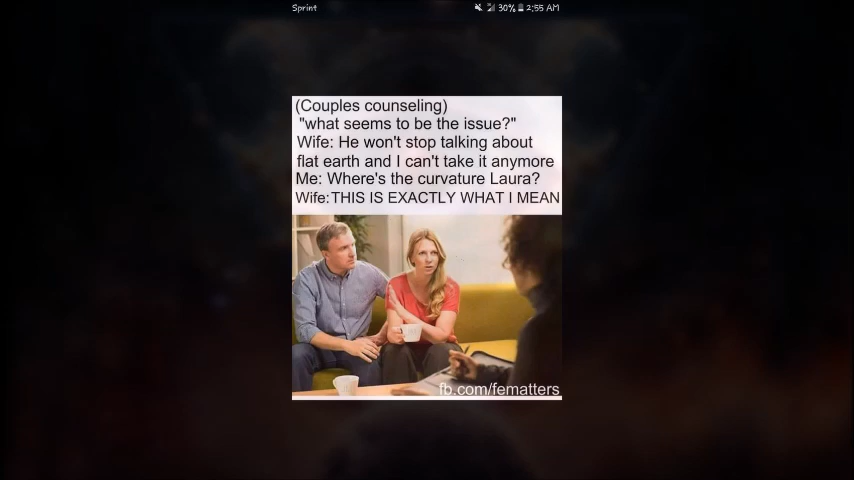 Sprint 30% 2:55 AM
(Couples counseling)
"what seems to be the issue?"
Wife: He won't stop talking about
flat earth and I can't take it anymore
Me: Where's the curvature Laura?
Wife:THIS IS EXACTLY WHAT I MEAN
fb.com/fematters